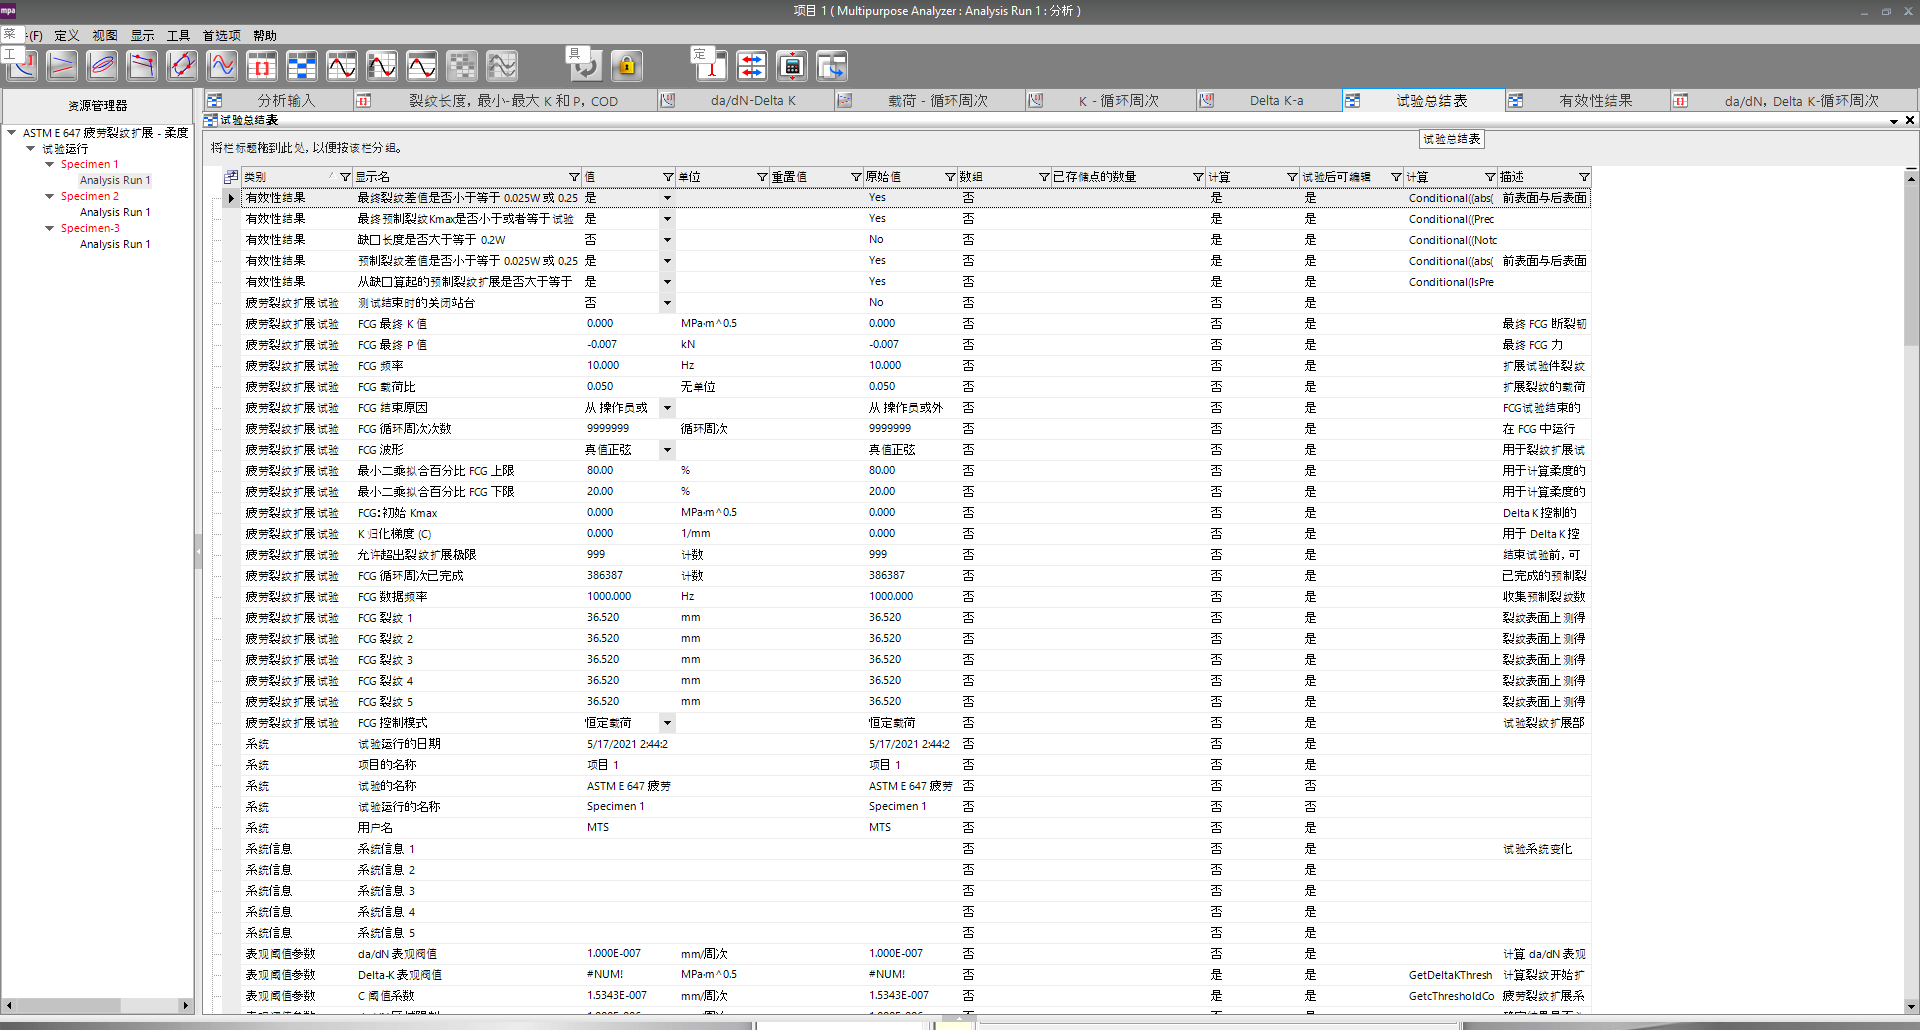 mpa
项目 1 ( Multipurpose Analyzer : Analysis Run 1 : 分析 )
菜 (F) 定义 视图 显示 工具 首选项 帮助
工 具 定
资源管理器
ASTM E 647 疲劳裂纹扩展 - 柔度
试验运行
Specimen 1
Analysis Run 1
Specimen 2
Analysis Run 1
Specimen-3
Analysis Run 1
分析输入 裂纹长度, 最小-最大 K 和 P, COD da/dN-Delta K 载荷 - 循环周次 K - 循环周次 Delta K-a 试验总结表 有效性结果 da/dN, Delta K-循环周次
试验总结表
试验总结表
将栏标题拖到此处, 以便按该栏分组。
类别 显示名 值 单位 重置值 原始值 数组 已存储点的数量 计算 试验后可编辑 计算 描述
有效性结果 最终裂纹差值是否小于等于 0.025W 或 0.25 是 Yes 否 是 是 Conditional((abs( 前表面与后表面
有效性结果 最终预制裂纹Kmax是否小于或者等于试验 是 Yes 否 是 是 Conditional((Prec
有效性结果 缺口长度是否大于等于 0.2W 否 No 否 是 是 Conditional((Notc
有效性结果 预制裂纹差值是否小于等于 0.025W 或 0.25 是 Yes 否 是 是 Conditional((abs( 前表面与后表面
有效性结果 从缺口算起的预制裂纹扩展是否大于等于 是 Yes 否 是 是 Conditional(IsPre
疲劳裂纹扩展试验 测试结束时的关闭站台 否 No 否 否 是
疲劳裂纹扩展试验 FCG 最终 K 值 0.000 MPa·m^0.5 0.000 否 否 是 最终 FCG 断裂韧
疲劳裂纹扩展试验 FCG 最终 P 值 -0.007 kN -0.007 否 否 是 最终 FCG 力
疲劳裂纹扩展试验 FCG 频率 10.000 Hz 10.000 否 否 是 扩展试验件裂纹
疲劳裂纹扩展试验 FCG 载荷比 0.050 无单位 0.050 否 否 是 扩展裂纹的载荷
疲劳裂纹扩展试验 FCG 结束原因 从 操作员或 从 操作员或外 否 否 是 FCG试验结束的
疲劳裂纹扩展试验 FCG 循环周次次数 9999999 循环周次 9999999 否 否 是 在 FCG 中运行
疲劳裂纹扩展试验 FCG 波形 真值正弦 真值正弦 否 否 是 用于裂纹扩展试
疲劳裂纹扩展试验 最小二乘拟合百分比 FCG 上限 80.00 % 80.00 否 否 是 用于计算柔度的
疲劳裂纹扩展试验 最小二乘拟合百分比 FCG 下限 20.00 % 20.00 否 否 是 用于计算柔度的
疲劳裂纹扩展试验 FCG:初始 Kmax 0.000 MPa·m^0.5 0.000 否 否 是 Delta K 控制的
疲劳裂纹扩展试验 K 归化梯度 (C) 0.000 1/mm 0.000 否 否 是 用于 Delta K 控
疲劳裂纹扩展试验 允许超出裂纹扩展极限 999 计数 999 否 否 是 结束试验前, 可
疲劳裂纹扩展试验 FCG 循环周次已完成 386387 计数 386387 否 否 是 已完成的预制裂
疲劳裂纹扩展试验 FCG 数据频率 1000.000 Hz 1000.000 否 否 是 收集预制裂纹数
疲劳裂纹扩展试验 FCG 裂纹 1 36.520 mm 36.520 否 否 是 裂纹表面上测得
疲劳裂纹扩展试验 FCG 裂纹 2 36.520 mm 36.520 否 否 是 裂纹表面上测得
疲劳裂纹扩展试验 FCG 裂纹 3 36.520 mm 36.520 否 否 是 裂纹表面上测得
疲劳裂纹扩展试验 FCG 裂纹 4 36.520 mm 36.520 否 否 是 裂纹表面上测得
疲劳裂纹扩展试验 FCG 裂纹 5 36.520 mm 36.520 否 否 是 裂纹表面上测得
疲劳裂纹扩展试验 FCG 控制模式 恒定载荷 恒定载荷 否 否 是 试验裂纹扩展部
系统 试验运行的日期 5/17/2021 2:44:2 5/17/2021 2:44:2 否 否 是
系统 项目的名称 项目 1 项目 1 否 否 是
系统 试验的名称 ASTM E 647 疲劳 ASTM E 647 疲劳 否 否 否
系统 试验运行的名称 Specimen 1 Specimen 1 否 否 否
系统 用户名 MTS MTS 否 否 是
系统信息 系统信息 1 否 否 是 试验系统变化
系统信息 系统信息 2 否 否 是
系统信息 系统信息 3 否 否 是
系统信息 系统信息 4 否 否 是
系统信息 系统信息 5 否 否 是
表观阈值参数 da/dN 表观阀值 1.000E-007 mm/周次 1.000E-007 否 否 是 计算 da/dN 表观
表观阈值参数 Delta-K 表观阀值 #NUM! MPa·m^0.5 #NUM! 否 是 是 GetDeltaKThresh 计算裂纹开始扩
表观阈值参数 C 阈值系数 1.5343E-007 mm/周次 1.5343E-007 否 是 是 GetcThresholdCo 疲劳裂纹扩展系